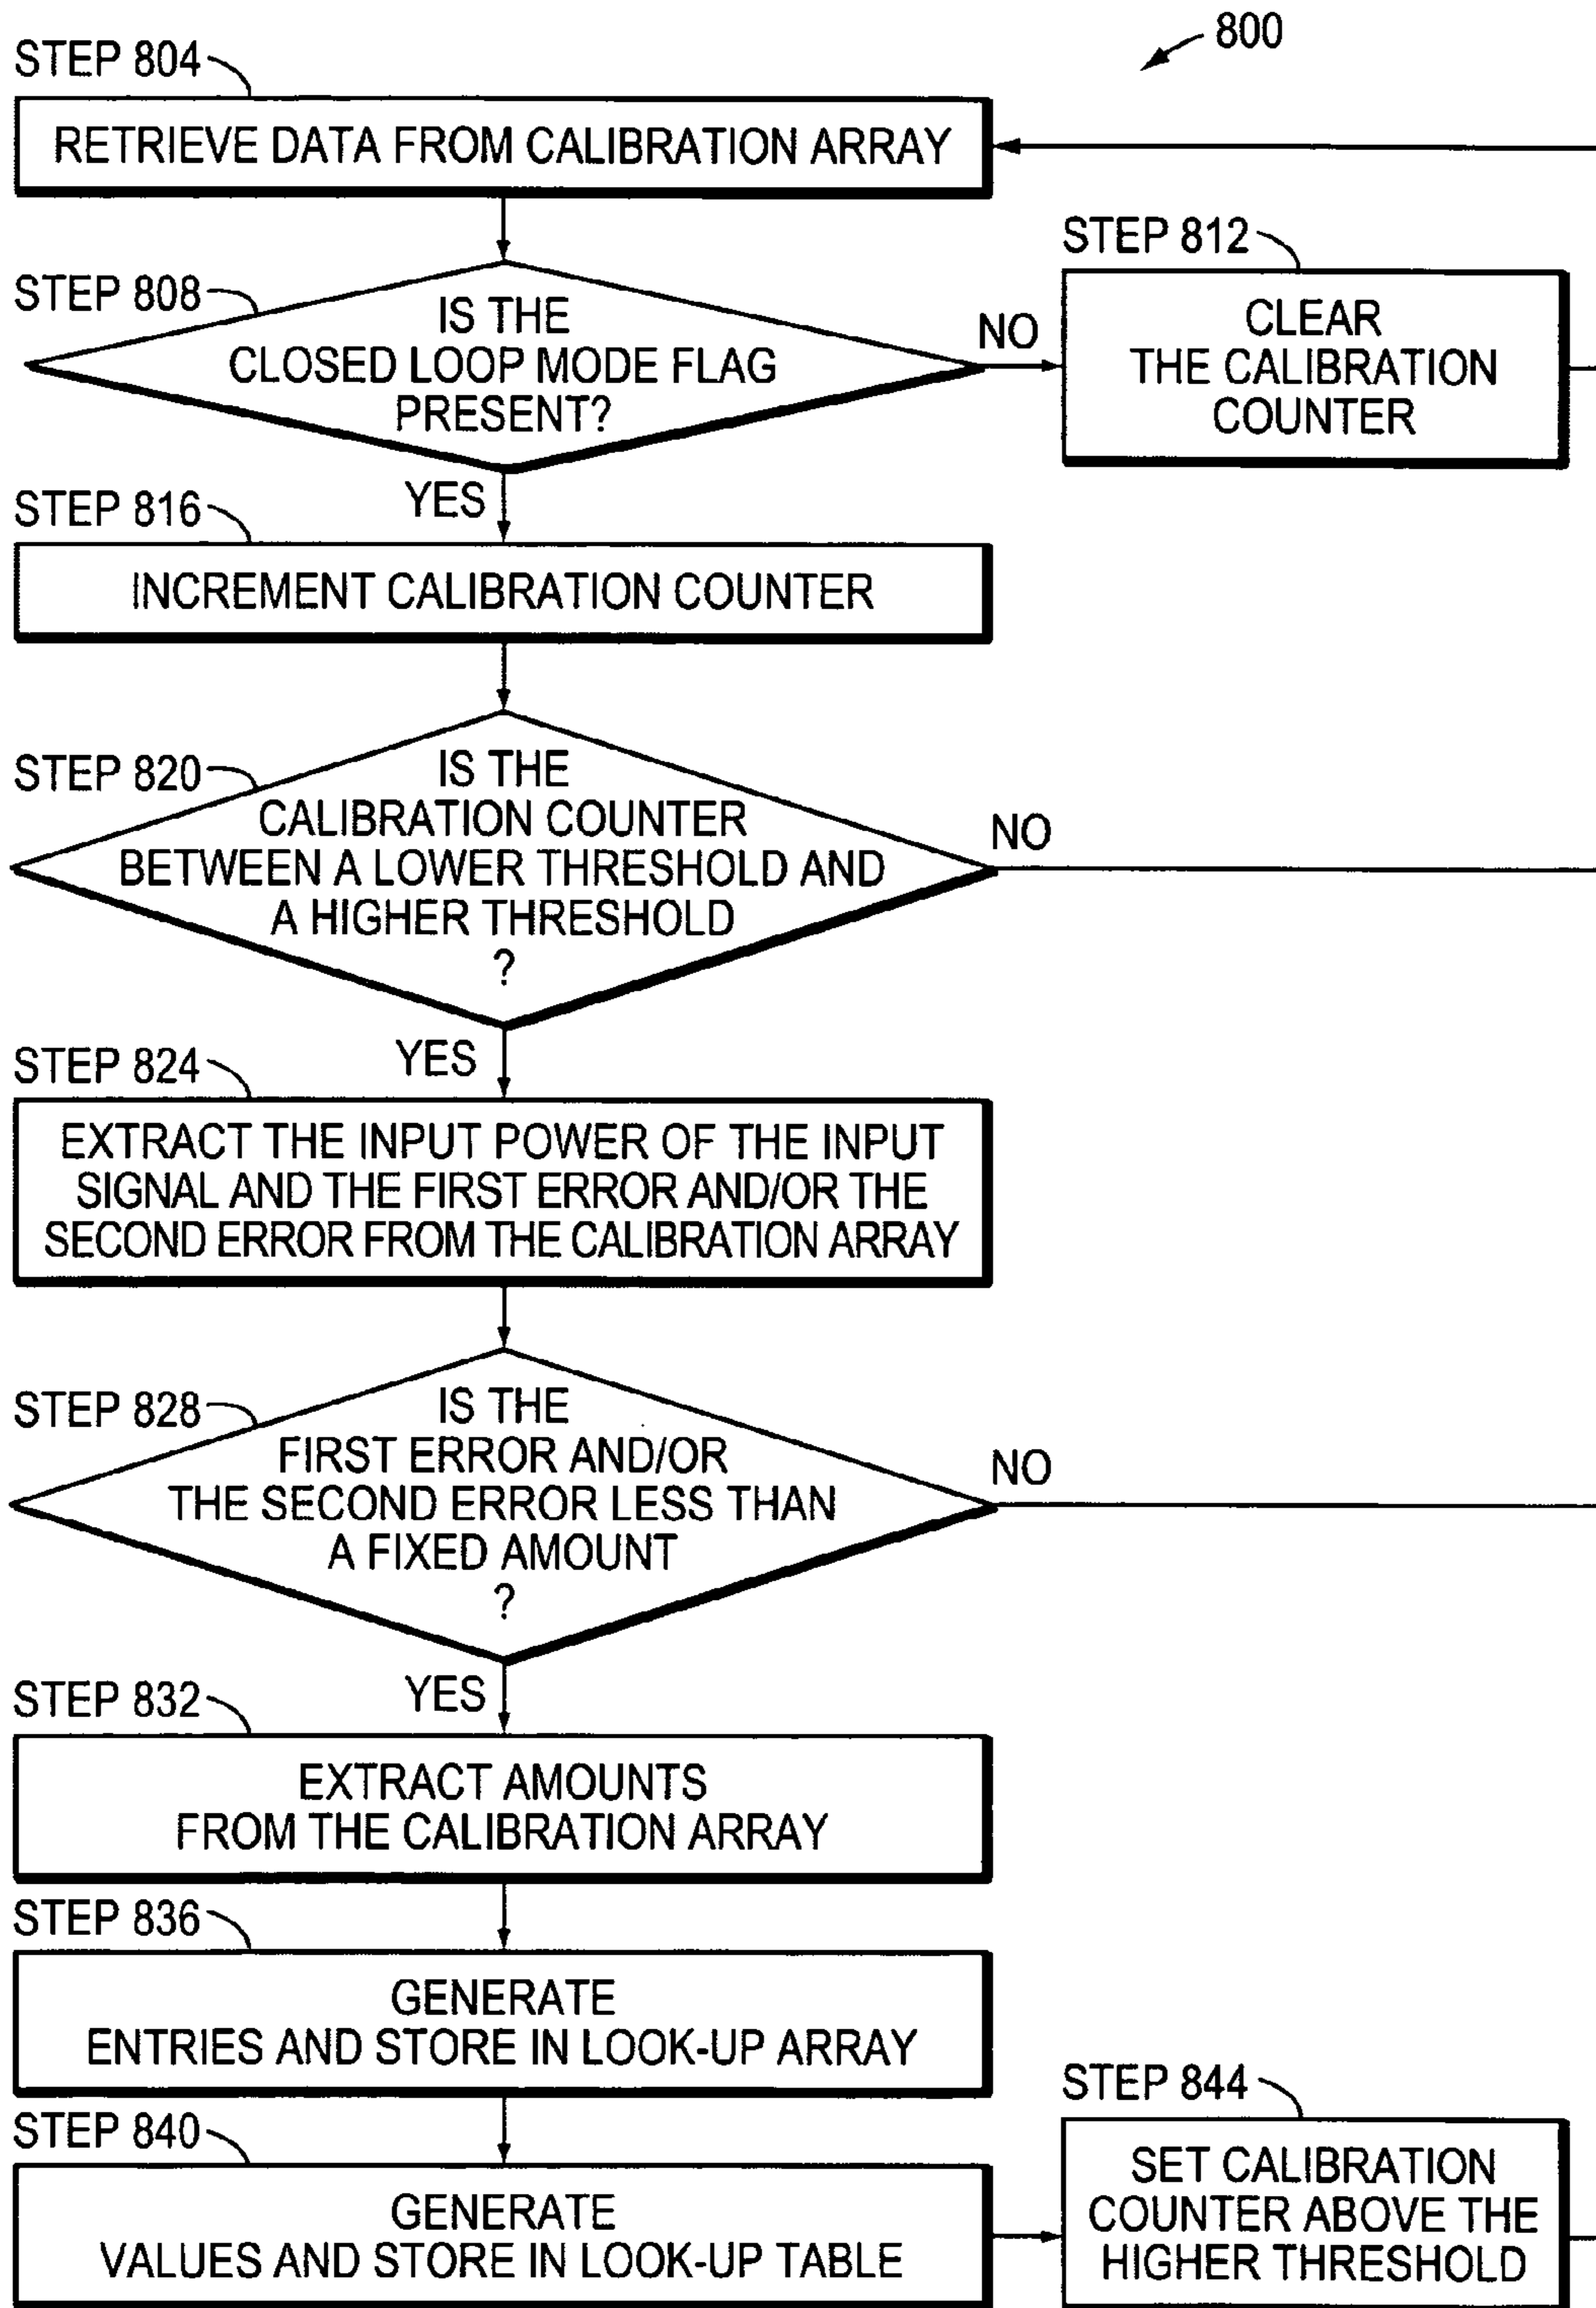 800
STEP 804
RETRIEVE DATA FROM CALIBRATION ARRAY
STEP 808
IS THE
CLOSED LOOP MODE FLAG
PRESENT?
NO
STEP 812
CLEAR
THE CALIBRATION
COUNTER
YES
STEP 816
INCREMENT CALIBRATION COUNTER
STEP 820
IS THE
CALIBRATION COUNTER
BETWEEN A LOWER THRESHOLD AND
A HIGHER THRESHOLD
?
NO
YES
STEP 824
EXTRACT THE INPUT POWER OF THE INPUT
SIGNAL AND THE FIRST ERROR AND/OR THE
SECOND ERROR FROM THE CALIBRATION ARRAY
STEP 828
IS THE
FIRST ERROR AND/OR
THE SECOND ERROR LESS THAN
A FIXED AMOUNT
?
NO
YES
STEP 832
EXTRACT AMOUNTS
FROM THE CALIBRATION ARRAY
STEP 836
GENERATE
ENTRIES AND STORE IN LOOK-UP ARRAY
STEP 840
GENERATE
VALUES AND STORE IN LOOK-UP TABLE
STEP 844
SET CALIBRATION
COUNTER ABOVE THE
HIGHER THRESHOLD